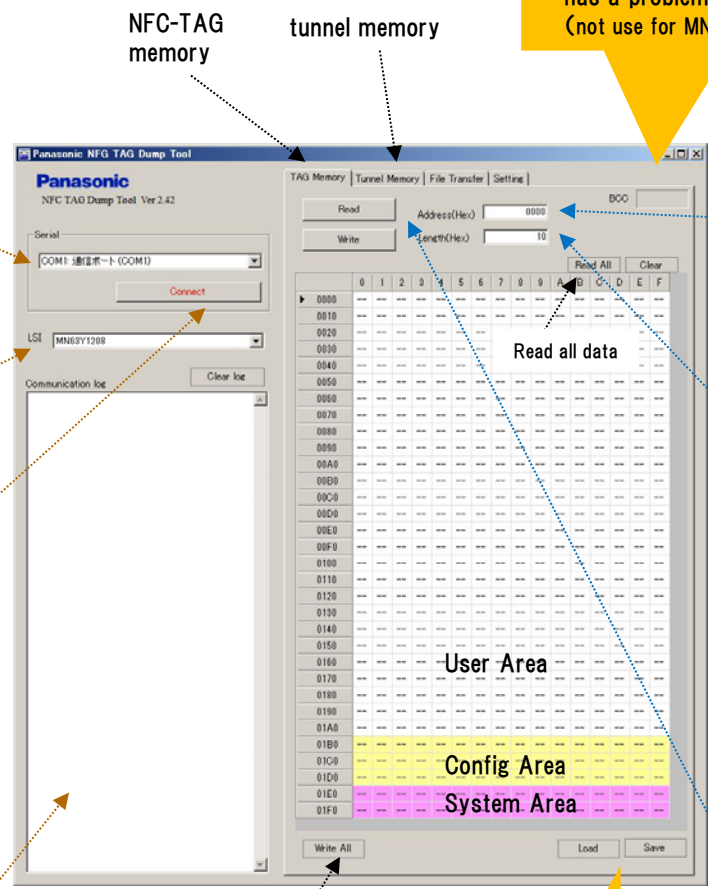 has a problem
(not use for MN
NFC-TAG
memory
tunnel memory
Panasonic NFG TAG Dump Tool
Panasonic
NFC TAG Dump Tool Ver 2.42
Serial
COM1: 通信ポート (COM1)
Connect
LSI MN63Y1208
Clear log
Communication log
TAG Memory Tunnel Memory File Transfer Setting
Read Address(Hex) 0000 BCC
Write Length(Hex) 10
Read All Clear
0 1 2 3 4 5 6 7 8 9 A B C D E F
0000 -- -- -- -- -- -- -- -- -- -- -- -- -- -- -- --
0010 -- -- -- -- -- -- -- -- -- -- -- -- -- -- -- --
0020 -- -- -- -- -- -- -- --
0030 -- -- -- -- -- -- -- --
Read all data
0040 -- -- -- -- -- -- -- --
0050 -- -- -- -- -- -- -- -- -- -- -- -- -- -- -- --
0060 -- -- -- -- -- -- -- -- -- -- -- -- -- -- -- --
0070 -- -- -- -- -- -- -- -- -- -- -- -- -- -- -- --
0080 -- -- -- -- -- -- -- -- -- -- -- -- -- -- -- --
0090 -- -- -- -- -- -- -- -- -- -- -- -- -- -- -- --
00A0 -- -- -- -- -- -- -- -- -- -- -- -- -- -- -- --
00B0 -- -- -- -- -- -- -- -- -- -- -- -- -- -- -- --
00C0 -- -- -- -- -- -- -- -- -- -- -- -- -- -- -- --
00D0 -- -- -- -- -- -- -- -- -- -- -- -- -- -- -- --
00E0 -- -- -- -- -- -- -- -- -- -- -- -- -- -- -- --
00F0 -- -- -- -- -- -- -- -- -- -- -- -- -- -- -- --
0100 -- -- -- -- -- -- -- -- -- -- -- -- -- -- -- --
0110 -- -- -- -- -- -- -- -- -- -- -- -- -- -- -- --
0120 -- -- -- -- -- -- -- -- -- -- -- -- -- -- -- --
0130 -- -- -- -- -- -- -- -- -- -- -- -- -- -- -- --
0140 -- -- -- -- -- -- -- -- -- -- -- -- -- -- -- --
0150 -- -- -- -- -- -- -- -- -- -- -- -- -- -- -- --
0160 -- -- -- -- User Area -- -- -- -- --
0170 -- -- -- -- -- -- -- -- -- -- -- -- -- -- -- --
0180 -- -- -- -- -- -- -- -- -- -- -- -- -- -- -- --
0190 -- -- -- -- -- -- -- -- -- -- -- -- -- -- -- --
01A0 -- -- -- -- -- -- -- -- -- -- -- -- -- -- -- --
01B0 -- -- -- -- -- -- -- -- -- -- -- -- -- -- -- --
01C0 -- -- -- -- Config Area -- -- -- -- --
01D0 -- -- -- -- -- -- -- -- -- -- -- -- -- -- -- --
01E0 -- -- -- -- System Area -- -- -- --
01F0 -- -- -- -- -- -- -- -- -- -- -- -- -- -- -- --
Write All Load Save